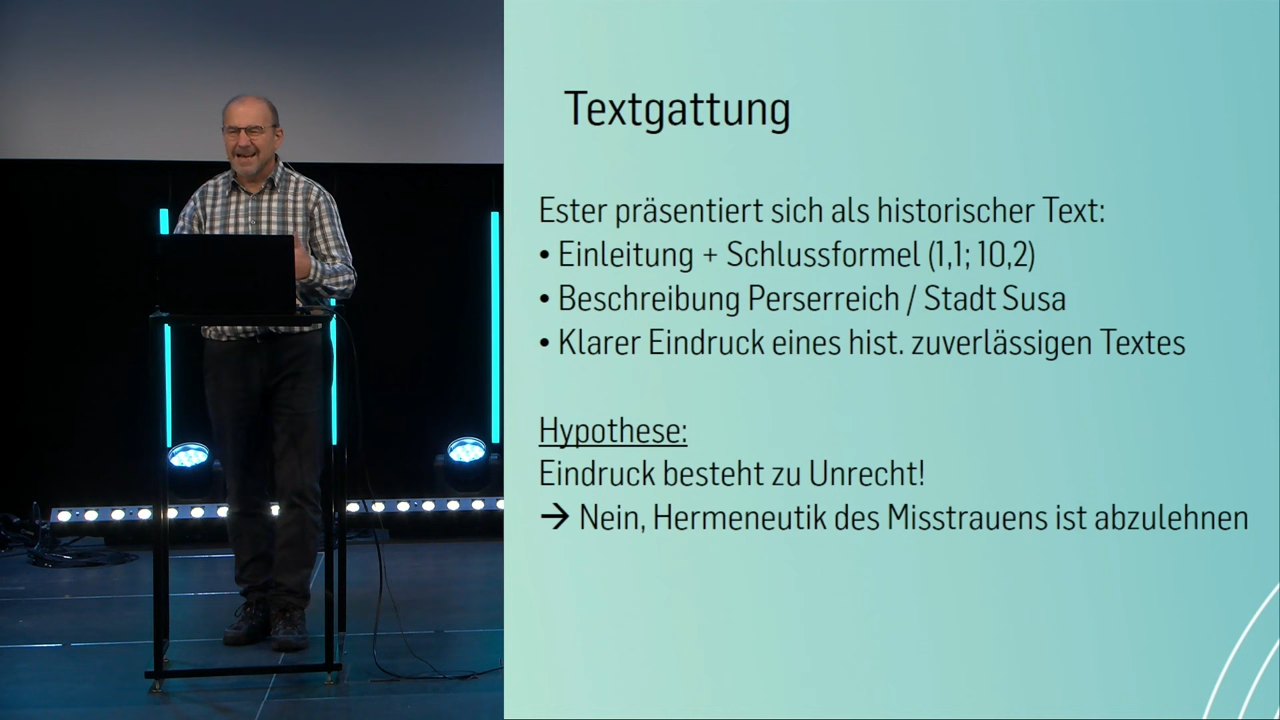 Textgattung
Ester präsentiert sich als historischer Text:
• Einleitung + Schlussformel (1,1; 10,2)
• Beschreibung Perserreich / Stadt Susa
• Klarer Eindruck eines hist. zuverlässigen Textes
Hypothese:
Eindruck besteht zu Unrecht!
→ Nein, Hermeneutik des Misstrauens ist abzulehnen